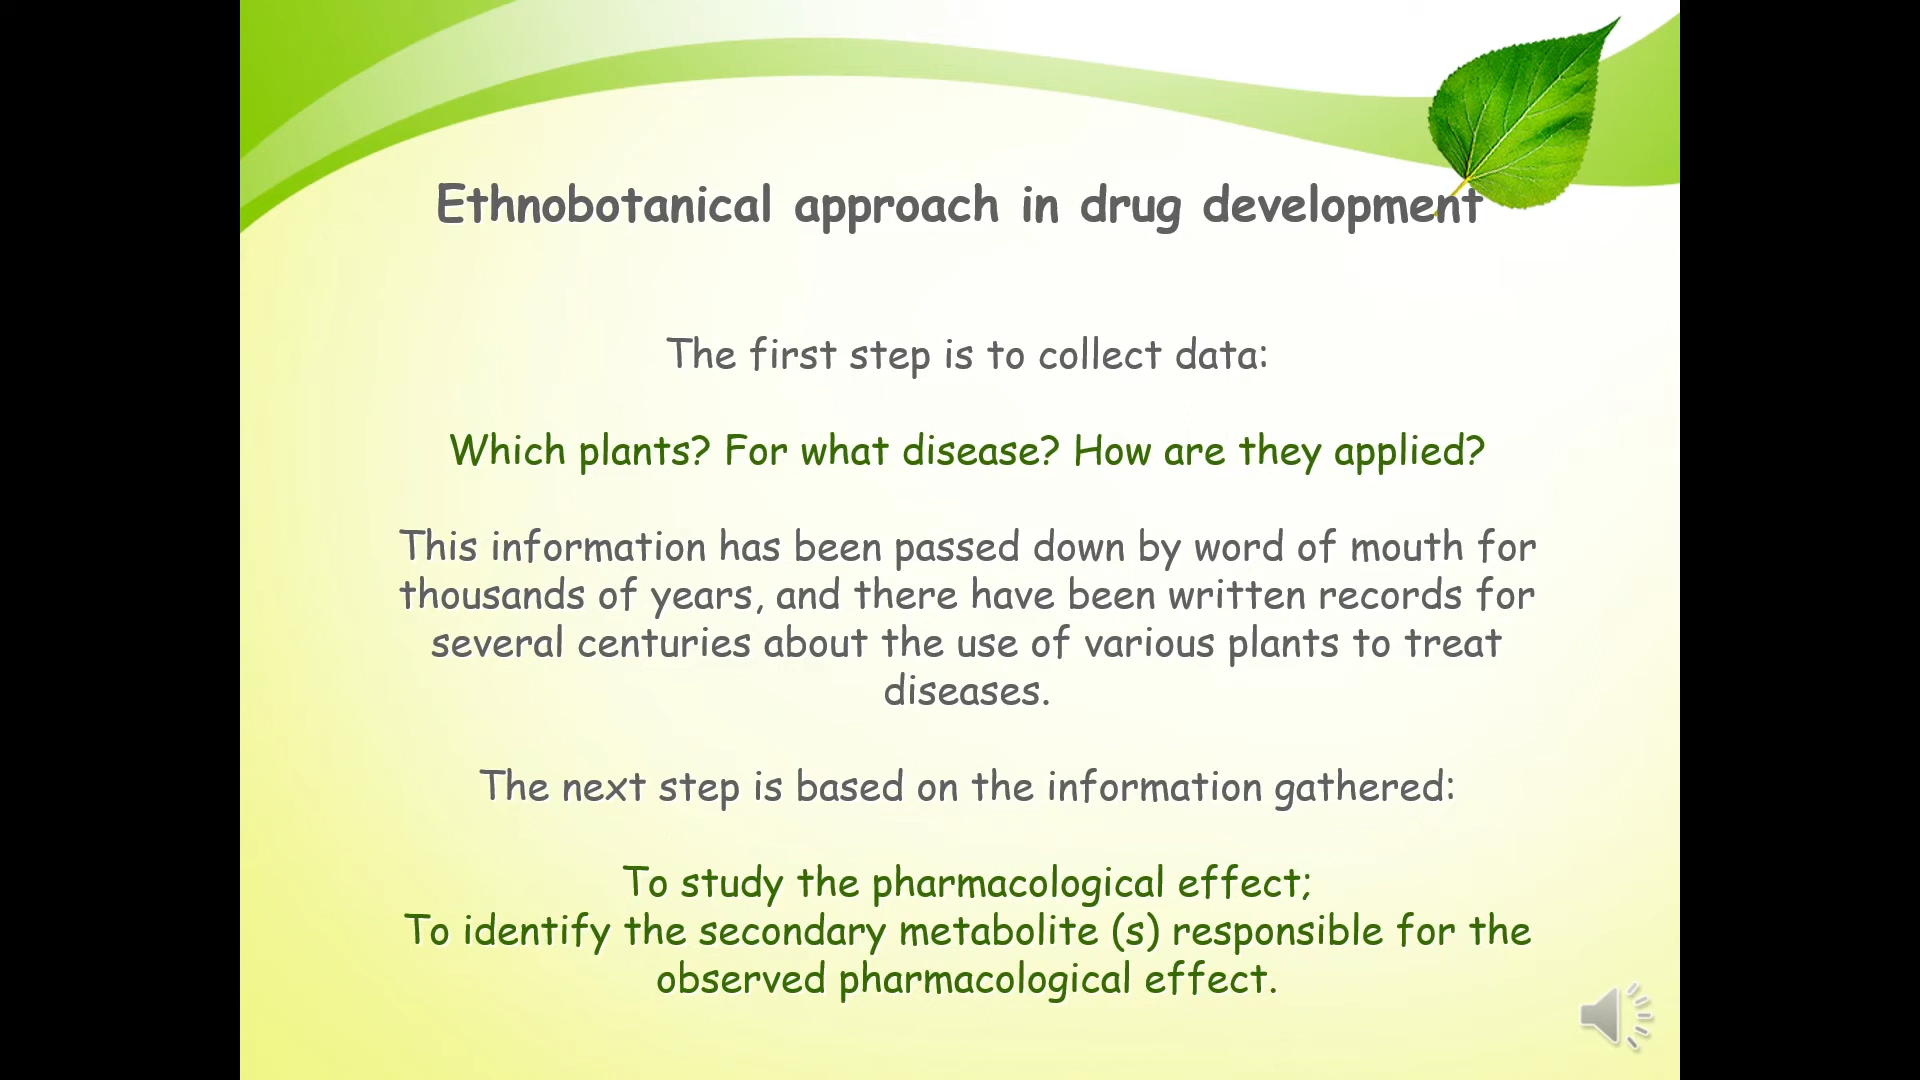 Ethnobotanical approach in drug development
The first step is to collect data:
Which plants? For what disease? How are they applied?
This information has been passed down by word of mouth for
thousands of years, and there have been written records for
several centuries about the use of various plants to treat
diseases.
The next step is based on the information gathered:
To study the pharmacological effect;
To identify the secondary metabolite (s) responsible for the
observed pharmacological effect.